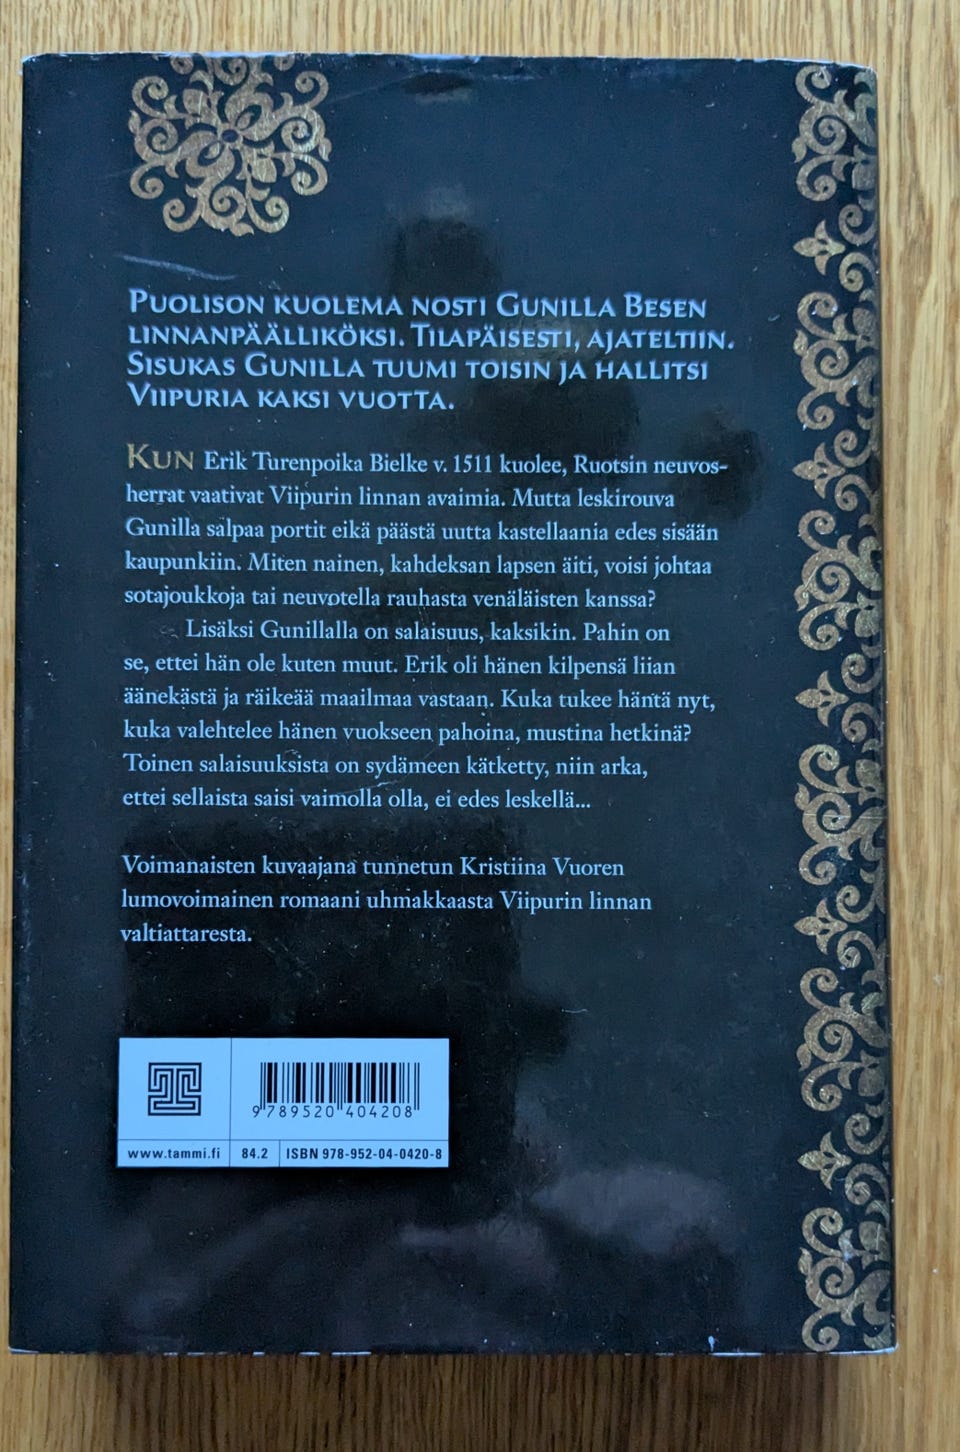 PUOLISON KUOLEMA NOSTI GUNILLA BESEN
LINNANPÄÄLLIKÖKSI. TILAPÄISESTI, AJATELTIIN.
SISUKAS GUNILLA TUUMI TOISIN JA HALLITSI
VIIPURIA KAKSI VUOTTA.
KUN Erik Turenpoika Bielke v. 1511 kuolee, Ruotsin neuvos-
herrat vaativat Viipurin linnan avaimia. Mutta leskirouva
Gunilla salpaa portit eikä päästä uutta kastellaania edes sisään
kaupunkiin. Miten nainen, kahdeksan lapsen äiti, voisi johtaa
sotajoukkoja tai neuvotella rauhasta venäläisten kanssa?
Lisäksi Gunillalla on salaisuus, kaksikin. Pahin on
se, ettei hän ole kuten muut. Erik oli hänen kilpensä liian
äänekästä ja räikeää maailmaa vastaan. Kuka tukee häntä nyt,
kuka valehtelee hänen vuokseen pahoina, mustina hetkinä?
Toinen salaisuuksista on sydämeen kätketty, niin arka,
ettei sellaista saisi vaimolla olla, ei edes leskellä...
Voimanaisten kuvaajana tunnetun Kristiina Vuoren
lumovoimainen romaani uhmakkaasta Viipurin linnan
valtiattaresta.
9 789520 404208
www.tammi.fi 84.2 ISBN 978-952-04-0420-8